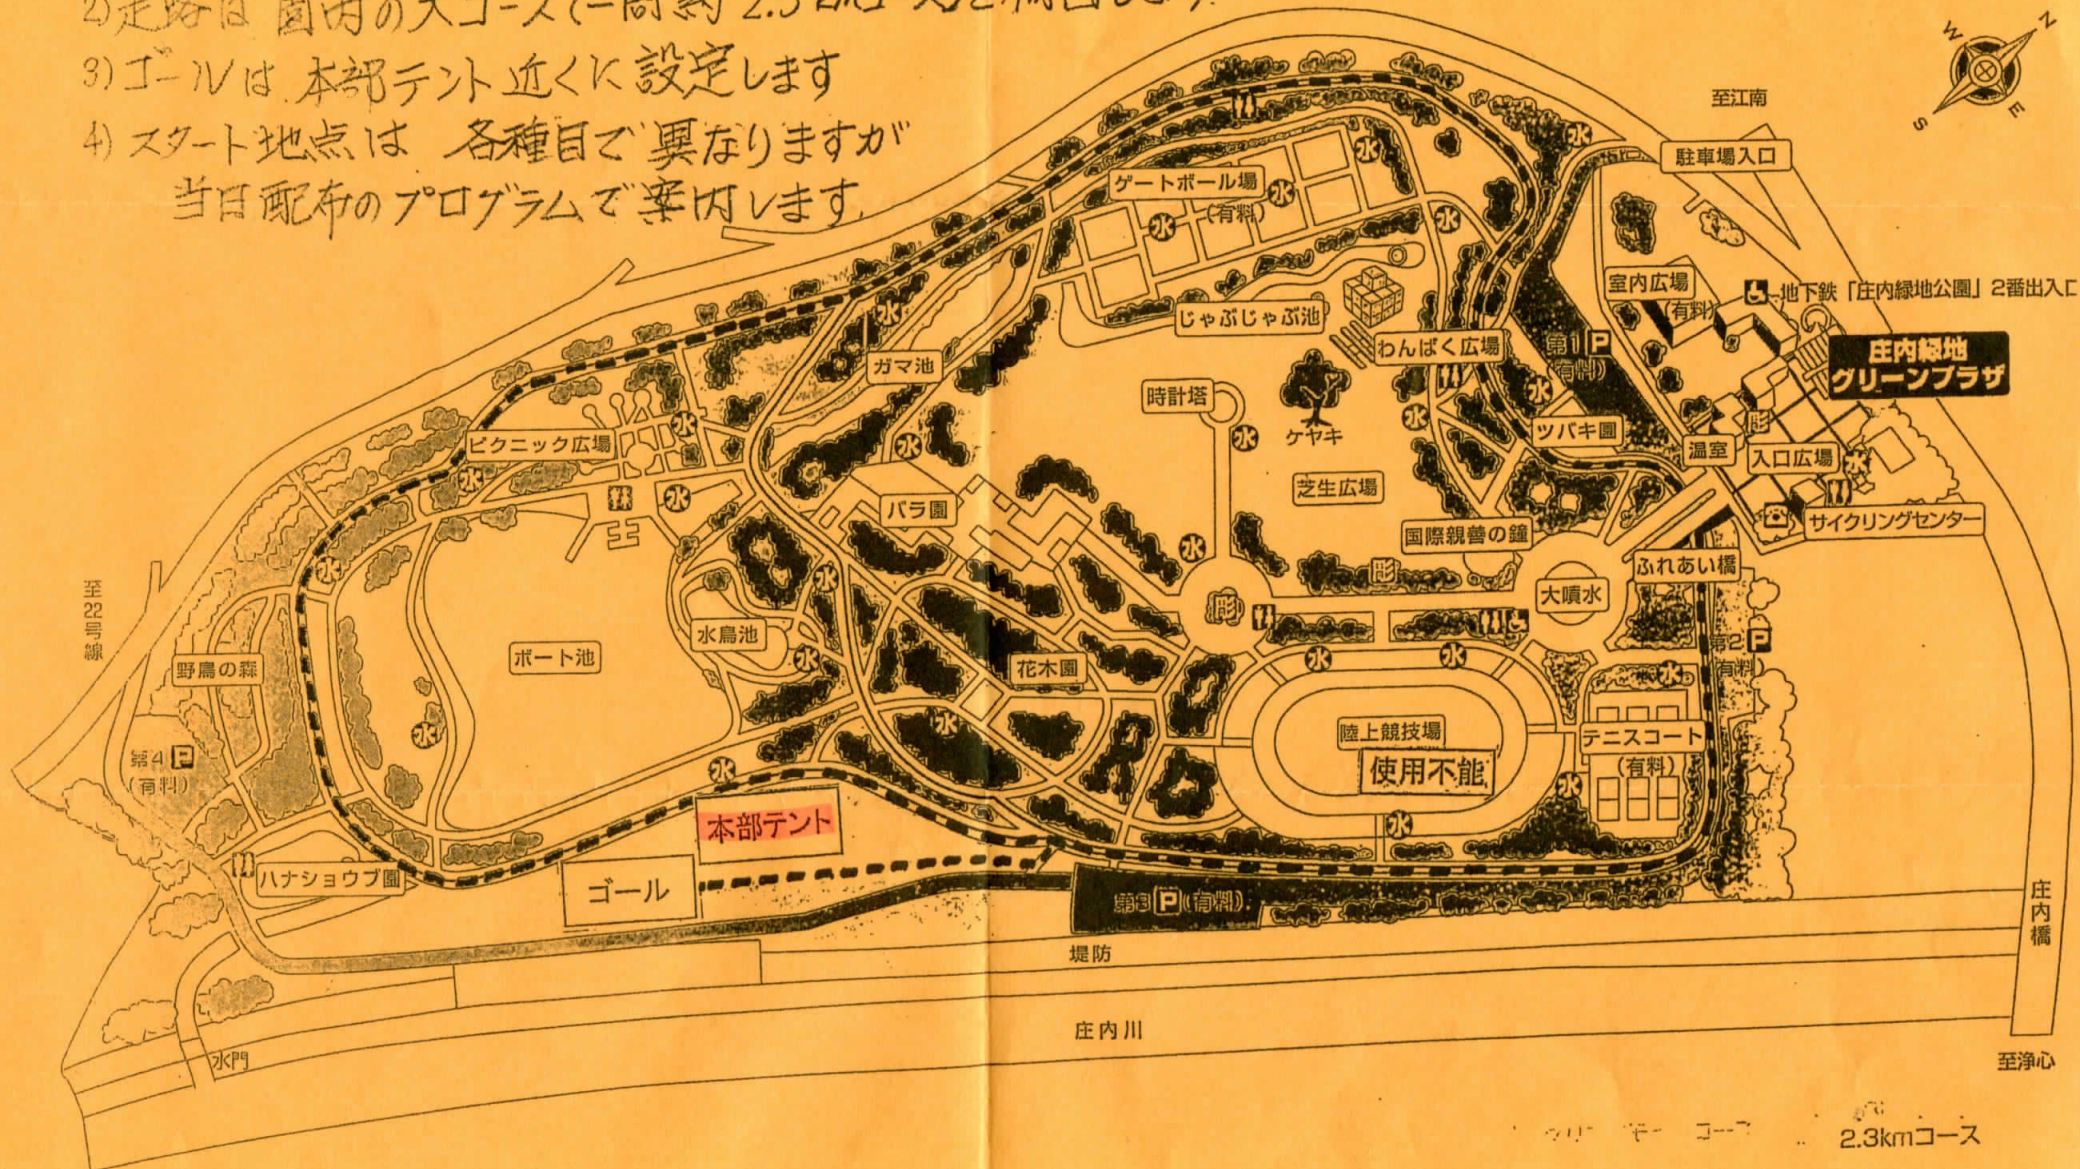 3)ゴールは 本部テント近くに設定します
4)スタート地点は 各種目で異なりますが
当日配布のプログラムで案内します。
W
N
S
E
至江南
駐車場入口
ゲートボール場
(有料)
室内広場
(有料)
地下鉄「庄内緑地公園」2番出入口
じゃぶじゃぶ池
わんぱく広場
第1P
(有料)
庄内緑地
グリーンプラザ
ガマ池
時計塔
ケヤキ
ツバキ園
温室
入口広場
ピクニック広場
芝生広場
バラ園
国際親善の鐘
サイクリングセンター
ふれあい橋
大噴水
至22号線
野鳥の森
ボート池
水鳥池
花木園
第2P
(有料)
陸上競技場
使用不能
テニスコート
(有料)
第4P
(有料)
本部テント
ハナショウブ園
ゴール
第3P(有料)
堤防
庄内橋
庄内川
水門
至浄心
2.3kmコース